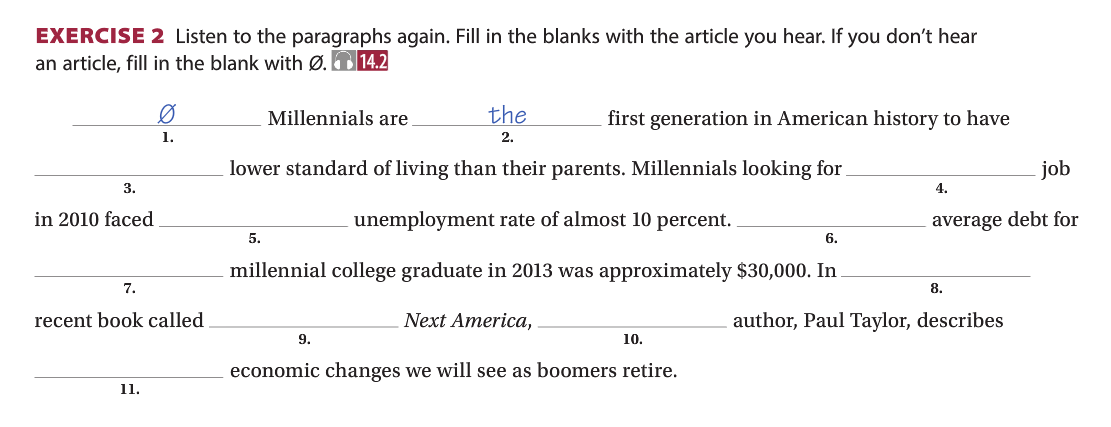 EXERCISE 2 Listen to the paragraphs again. Fill in the blanks with the article you hear. If you don't hear
an article, fill in the blank with Ø. 14.2
Ø Millennials are the first generation in American history to have
1. 2.
lower standard of living than their parents. Millennials looking for job
3. 4.
in 2010 faced unemployment rate of almost 10 percent. average debt for
5. 6.
millennial college graduate in 2013 was approximately $30,000. In
7. 8.
recent book called Next America, author, Paul Taylor, describes
9. 10.
economic changes we will see as boomers retire.
11.